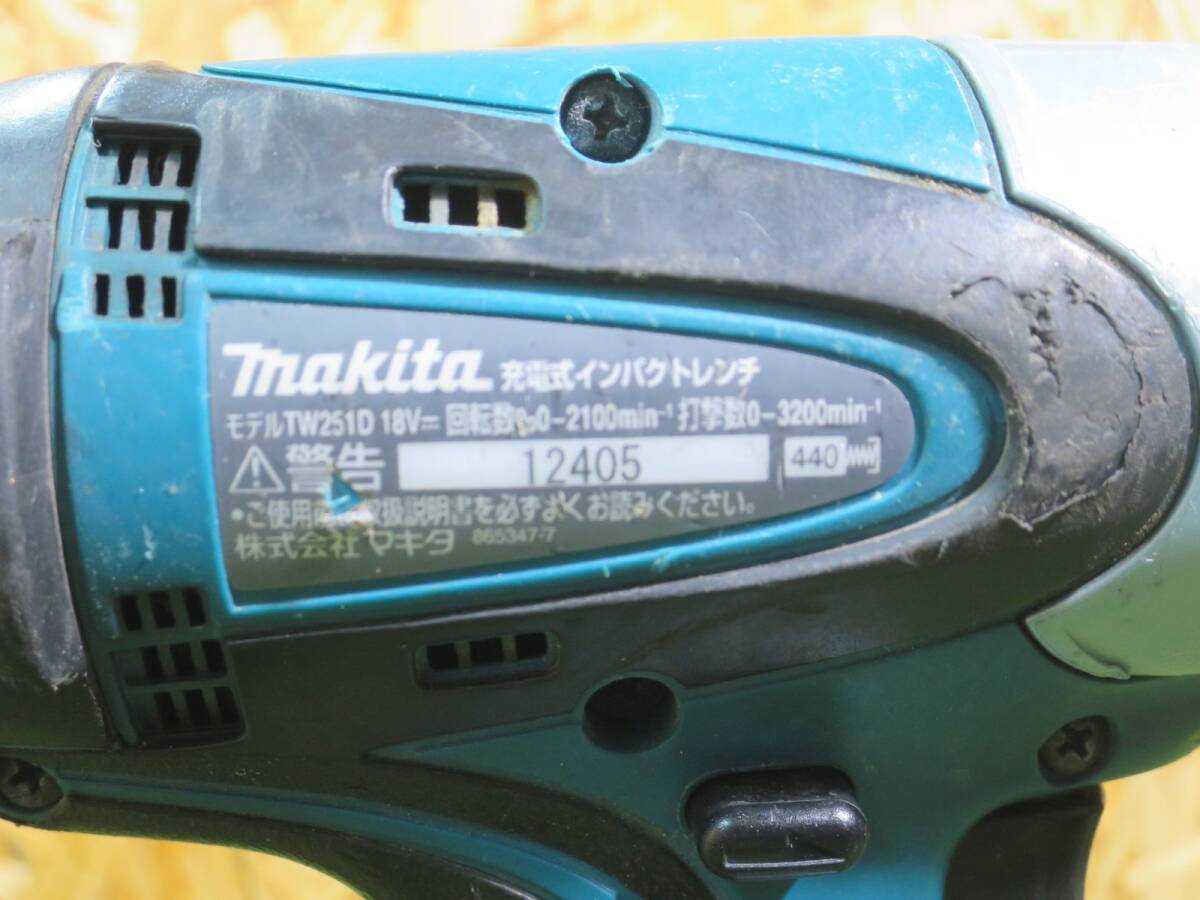 makita 充電式インパクトレンチ
モデルTW251D 18V⎓ 回転数 0-2100min⁻¹ 打撃数0-3200min⁻¹
警告 12405 440
•ご使用 取扱説明書を必ずよくお読みください。
株式会社マキタ 865347-7